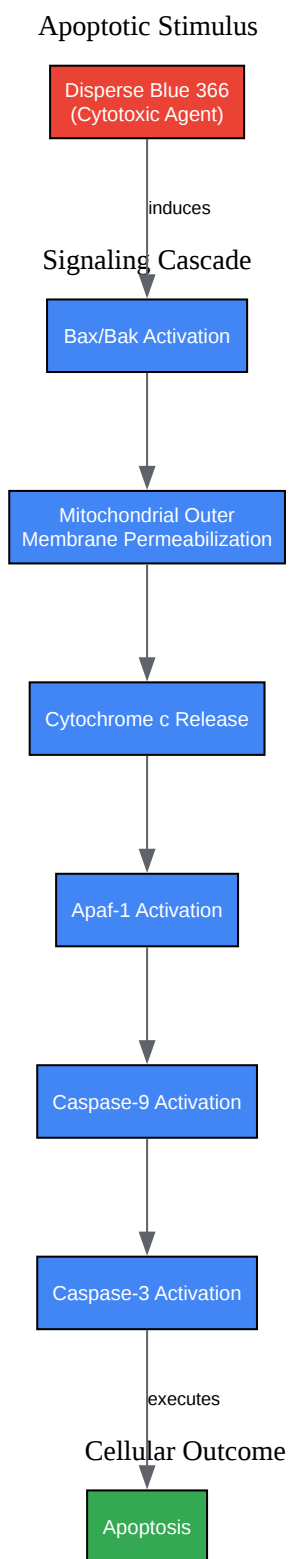 Apoptotic Stimulus
Disperse Blue 366
(Cytotoxic Agent)
induces
Signaling Cascade
Bax/Bak Activation
Mitochondrial Outer
Membrane Permeabilization
Cytochrome c Release
Apaf-1 Activation
Caspase-9 Activation
Caspase-3 Activation
executes
Cellular Outcome
Apoptosis